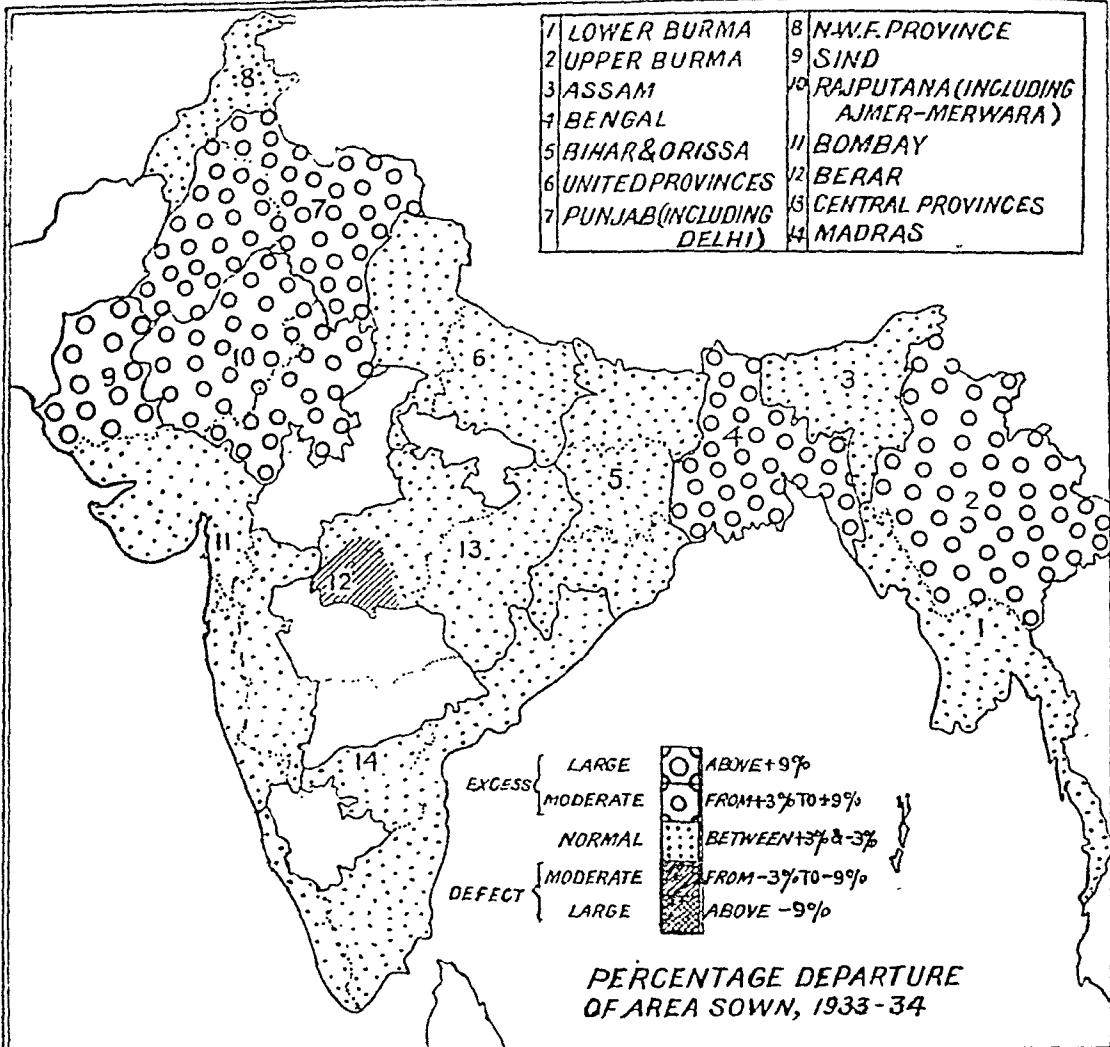 1 LOWER BURMA
2 UPPER BURMA
3 ASSAM
4 BENGAL
5 BIHAR & ORISSA
6 UNITED PROVINCES
7 PUNJAB (INCLUDING
DELHI)
8 N.W.F. PROVINCE
9 SIND
10 RAJPUTANA (INCLUDING
AJMER-MERWARA)
11 BOMBAY
12 BERAR
13 CENTRAL PROVINCES
14 MADRAS
8
7
10
9
6
3
4
5
2
11
13
12
1
14
EXCESS
LARGE ABOVE +9%
MODERATE FROM +3% TO +9%
NORMAL BETWEEN +3% & -3%
DEFECT
MODERATE FROM -3% TO -9%
LARGE ABOVE -9%
PERCENTAGE DEPARTURE
OF AREA SOWN, 1933-34